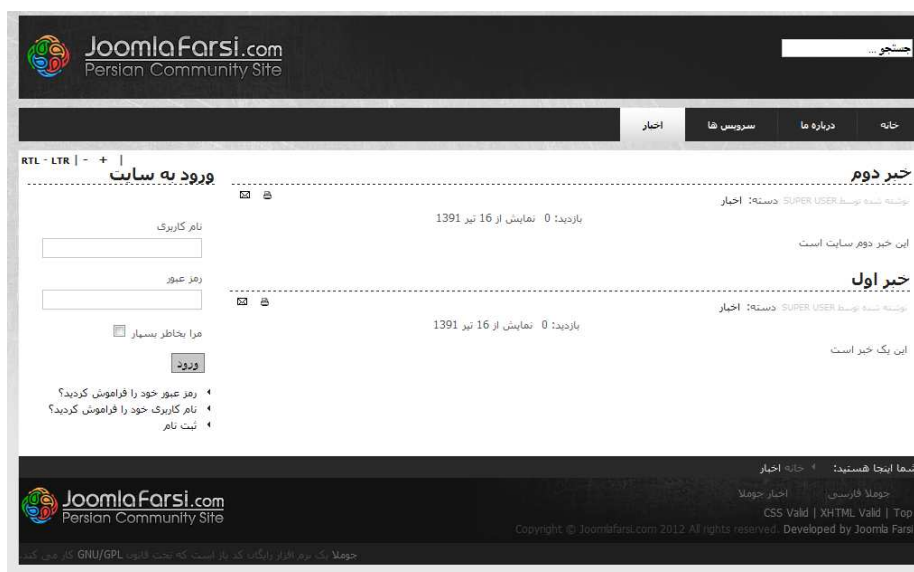 JoomlaFarsi.com
Persian Community Site
جستجو ...
خانه
درباره ما
سرویس ها
اخبار
RTL - LTR | - + |
خبر دوم
نوشته شده توسط SUPER USER دسته: اخبار
بازدید: 0 نمایش از 16 تیر 1391
این خبر دوم سایت است
خبر اول
نوشته شده توسط SUPER USER دسته: اخبار
بازدید: 0 نمایش از 16 تیر 1391
این یک خبر است
ورود به سایت
نام کاربری
رمز عبور
مرا بخاطر بسپار
ورود
رمز عبور خود را فراموش کردید؟
نام کاربری خود را فراموش کردید؟
ثبت نام
شما اینجا هستید: خانه اخبار
جوملا فارسی اخبار جوملا
CSS Valid | XHTML Valid | Top
Copyright © Joomlafarsi.com 2012 All rights reserved. Developed by Joomla Farsi
JoomlaFarsi.com
Persian Community Site
جوملا یک نرم افزار رایگان کد باز است که تحت قانون GNU/GPL کار می کند.